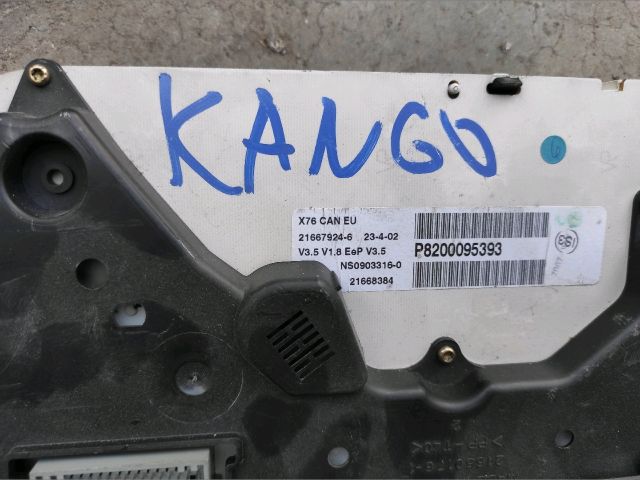 KANGO
X76 CAN EU
21667924-6 23-4-02
V3.5 V1.8 EeP V3.5
P8200095393
NS0903316-0
21668384